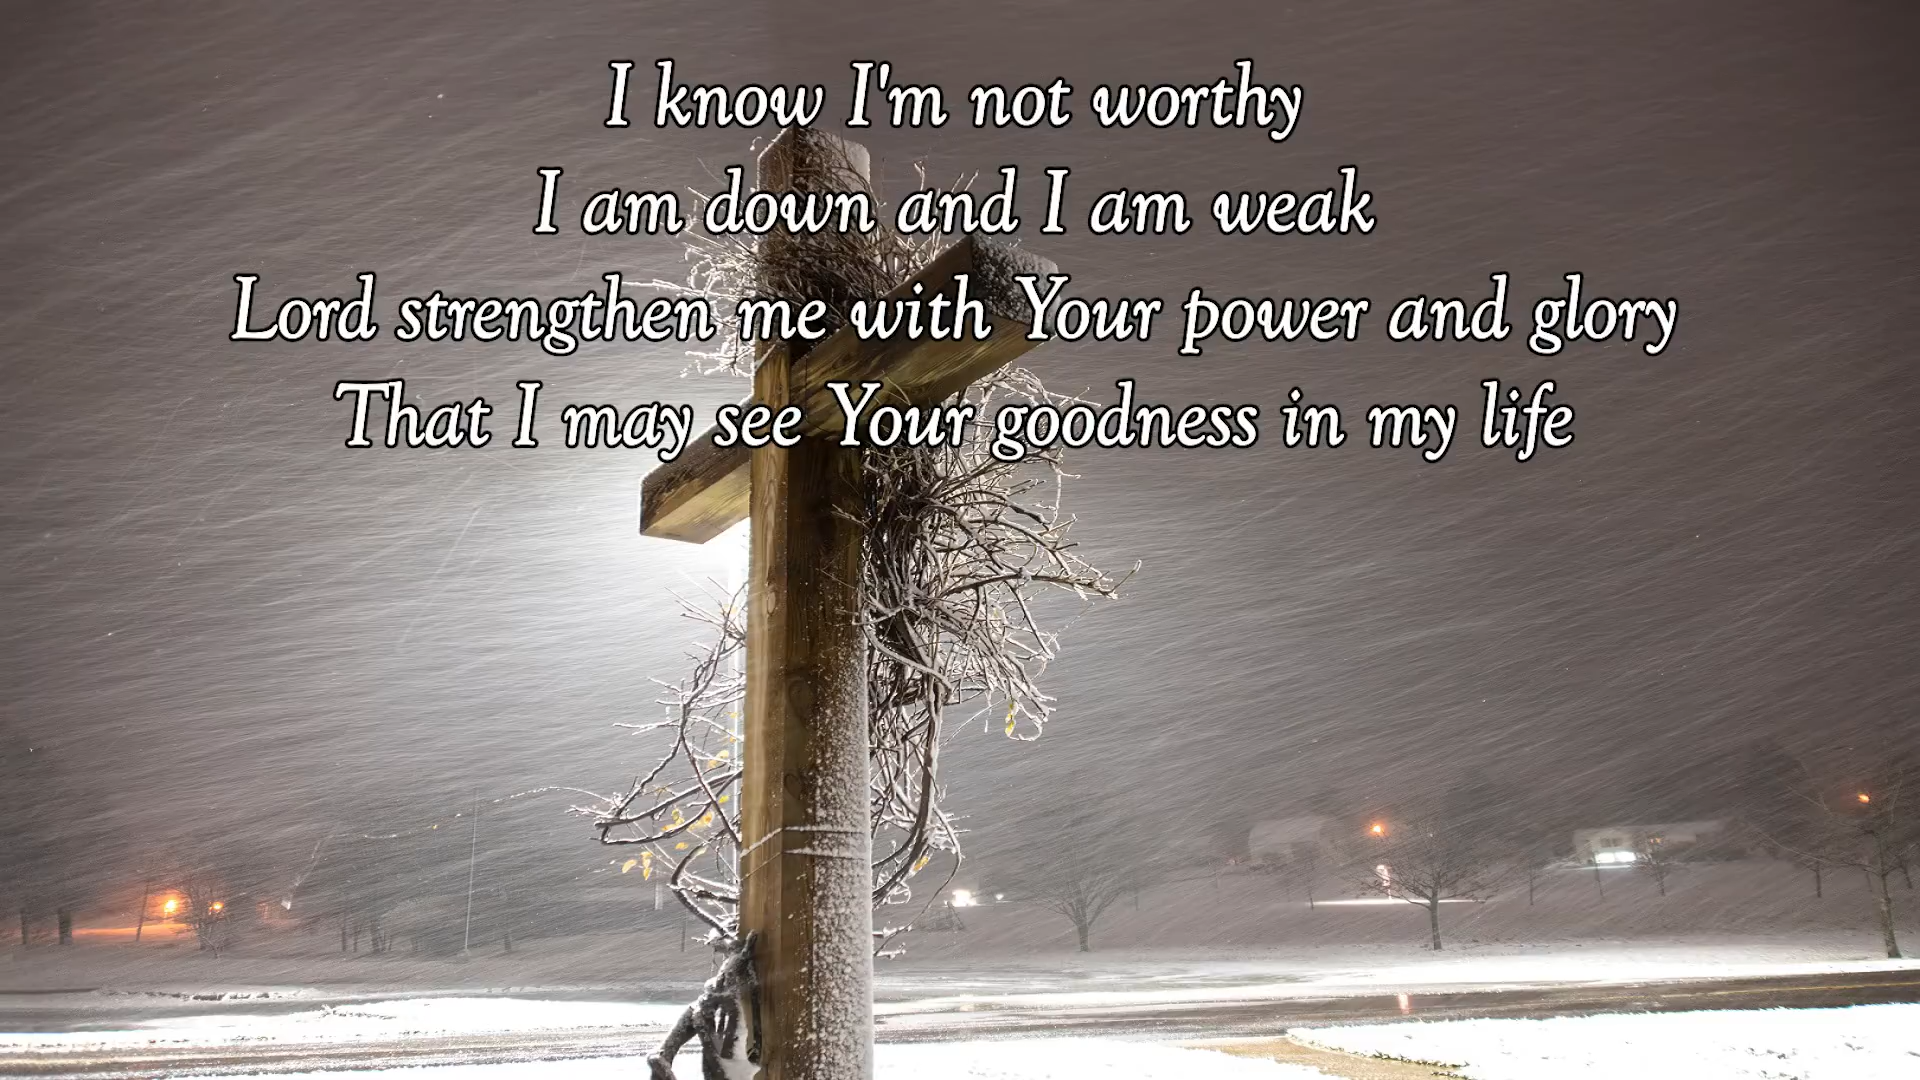 I know I'm not worthy
I am down and I am weak
Lord strengthen me with Your power and glory
That I may see Your goodness in my life